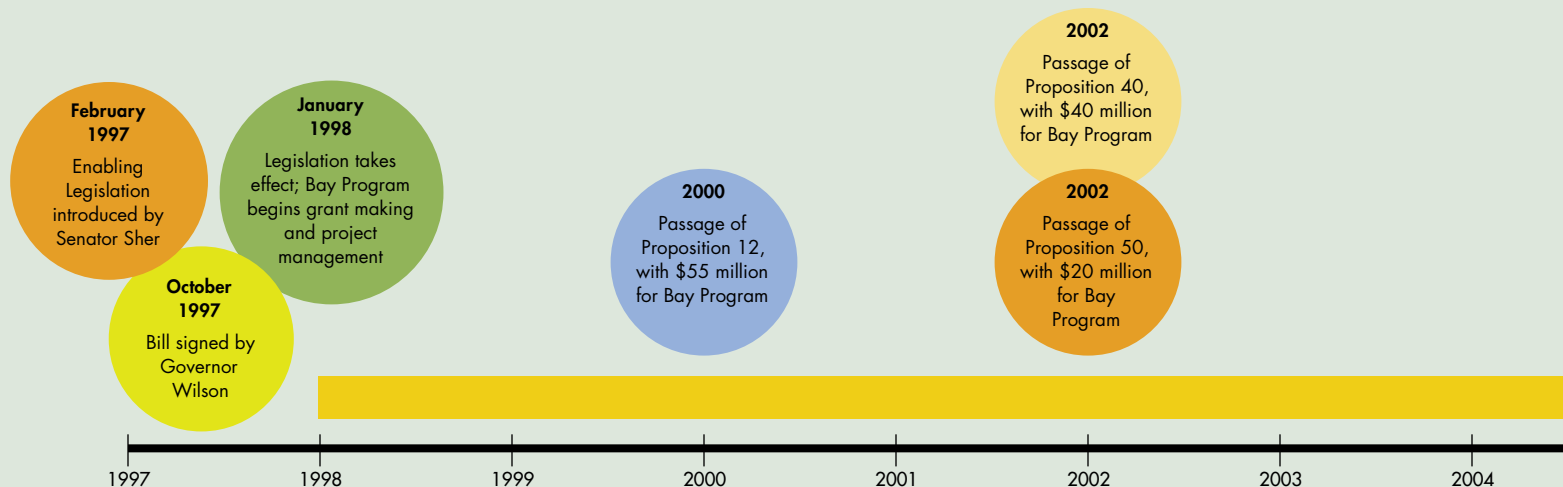 February
1997
Enabling
Legislation
introduced by
Senator Sher
October
1997
Bill signed by
Governor
Wilson
January
1998
Legislation takes
effect; Bay Program
begins grant making
and project
management
2000
Passage of
Proposition 12,
with $55 million
for Bay Program
2002
Passage of
Proposition 40,
with $40 million
for Bay Program
2002
Passage of
Proposition 50,
with $20 million
for Bay
Program
1997
1998
1999
2000
2001
2002
2003
2004